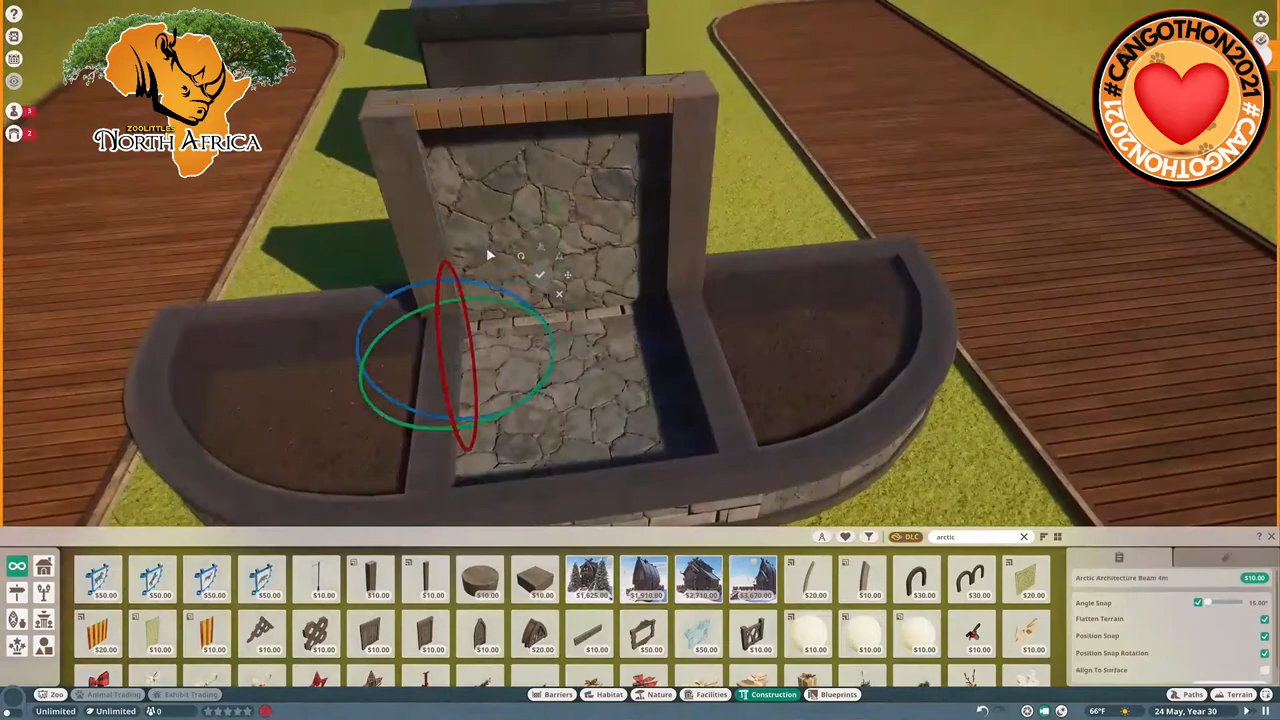 ?
3
2
ZOOLITTLES
NORTH AFRICA
#CANGOTHON2021
#CANGOTHON2021
DLC
arctic
? ×
$50.00 $50.00 $50.00 $50.00 $10.00 $10.00 $10.00 $10.00 $10.00 $1,625.00 $1,910.00 $2,710.00 $3,670.00 $20.00 $10.00 $30.00 $30.00 $20.00
$20.00 $10.00 $10.00 $10.00 $10.00 $10.00 $10.00 $10.00 $20.00 $10.00 $50.00 $50.00 $10.00 $10.00 $10.00 $10.00 $10.00 $10.00
Arctic Architecture Beam 4m $10.00
Angle Snap 15.00°
Flatten Terrain
Position Snap
Position Snap Rotation
Align To Surface
Zoo Animal Trading Exhibit Trading Barriers Habitat Nature Facilities Construction Blueprints Paths Terrain
Unlimited Unlimited 0 66°F 24 May, Year 30